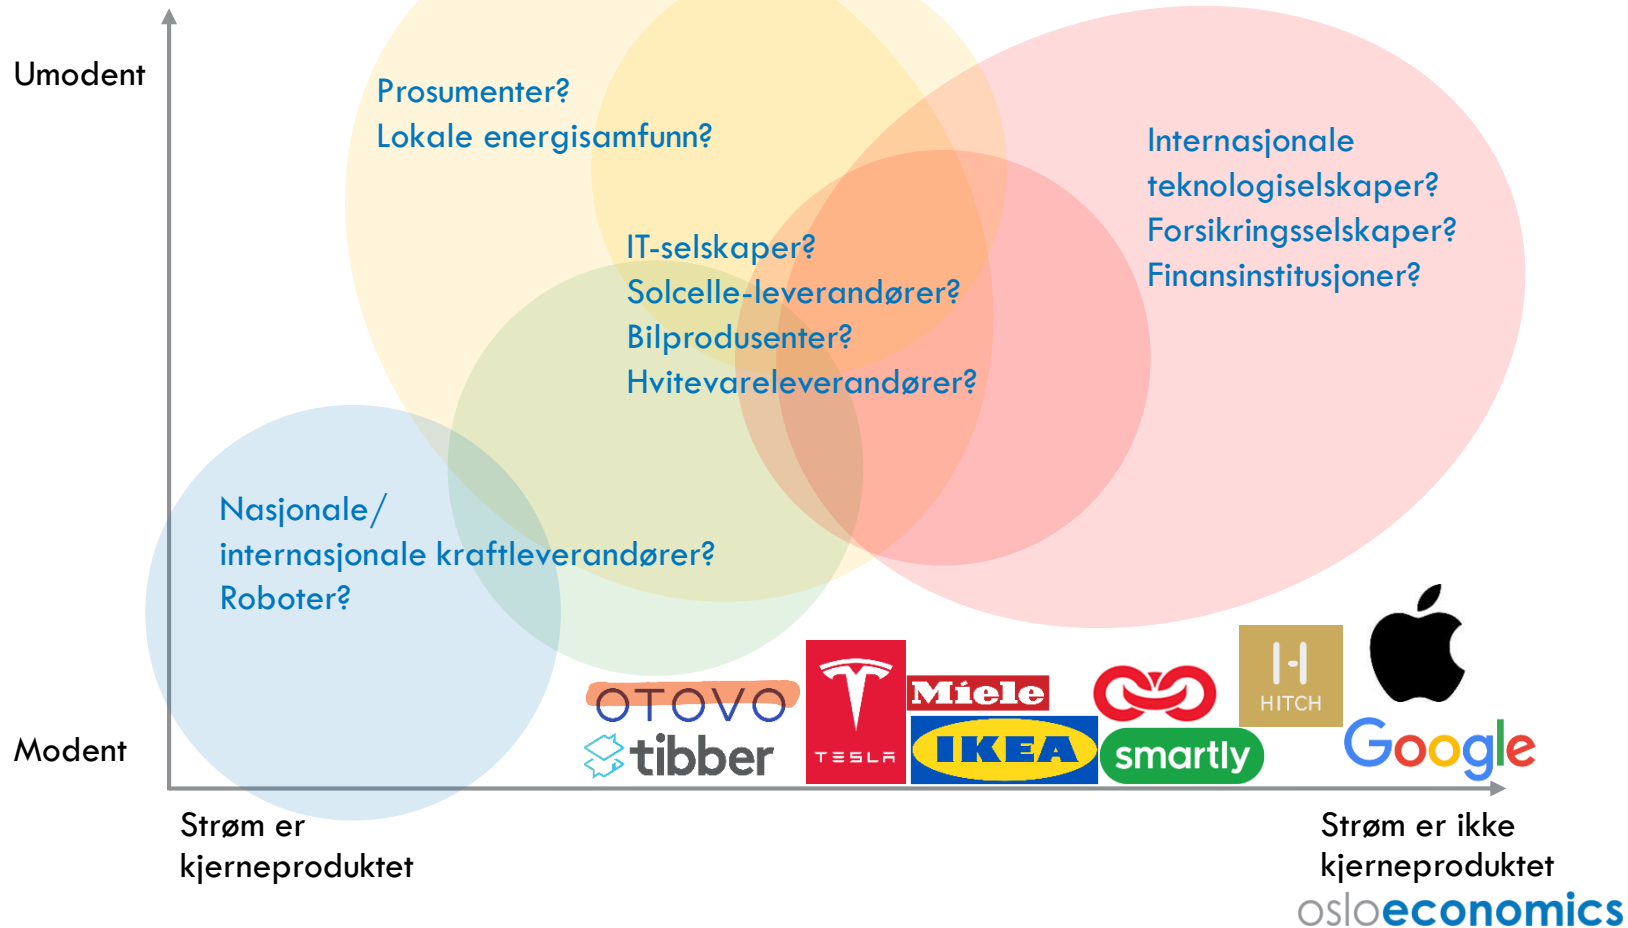 Umodent
Prosumenter?
Lokale energisamfunn?
Internasjonale
teknologiselskaper?
Forsikringsselskaper?
Finansinstitusjoner?
IT-selskaper?
Solcelle-leverandører?
Bilprodusenter?
Hvitevareleverandører?
Nasjonale/
internasjonale kraftleverandører?
Roboter?
OTOVO
tibber
TESLA
Miele
IKEA
smartly
H
HITCH
Google
Modent
Strøm er
kjerneproduktet
Strøm er ikke
kjerneproduktet
osloeconomics